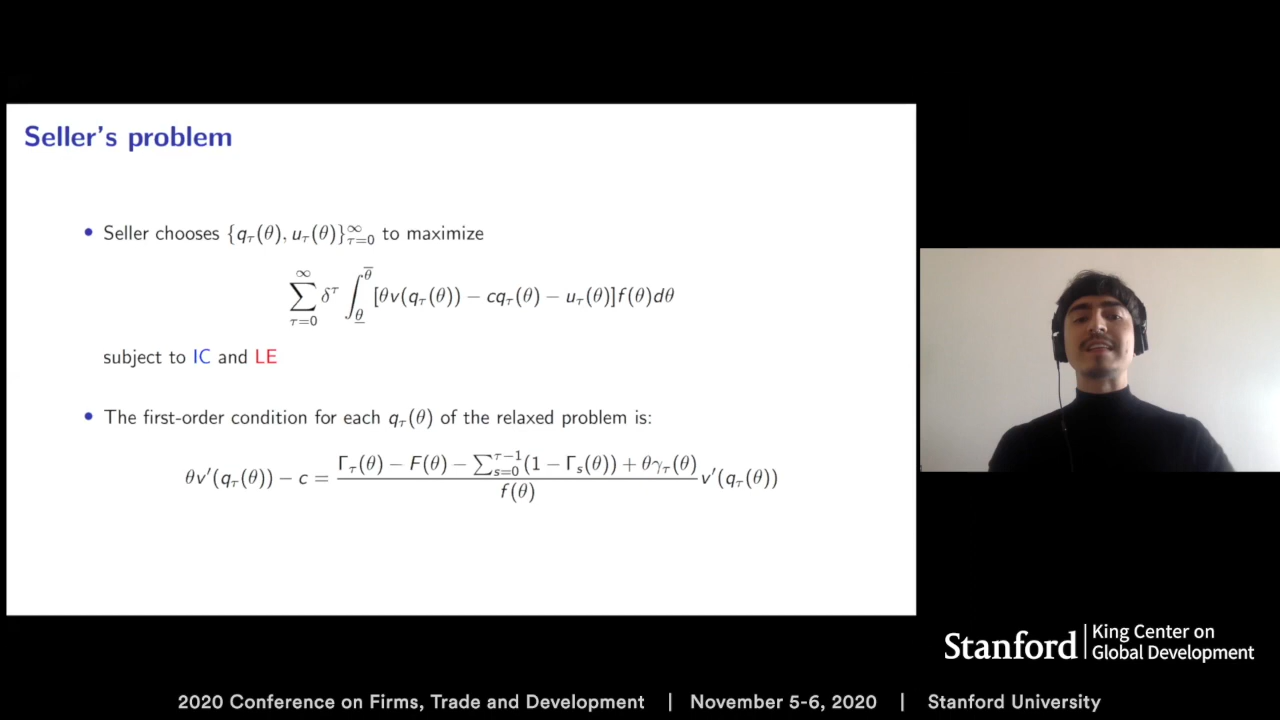 Seller's problem
• Seller chooses {q_τ(θ), u_τ(θ)}_{τ=0}^∞ to maximize
∑_{τ=0}^∞ δ^τ ∫_{θ̲}^{θ̅} [θv(q_τ(θ)) − cq_τ(θ) − u_τ(θ)]f(θ)dθ
subject to IC and LE
• The first-order condition for each q_τ(θ) of the relaxed problem is:
θv′(q_τ(θ)) − c = \frac{Γ_τ(θ) − F(θ) − ∑_{s=0}^{τ−1}(1 − Γ_s(θ)) + θγ_τ(θ)}{f(θ)} v′(q_τ(θ))
Stanford | King Center on
Global Development
2020 Conference on Firms, Trade and Development | November 5-6, 2020 | Stanford University